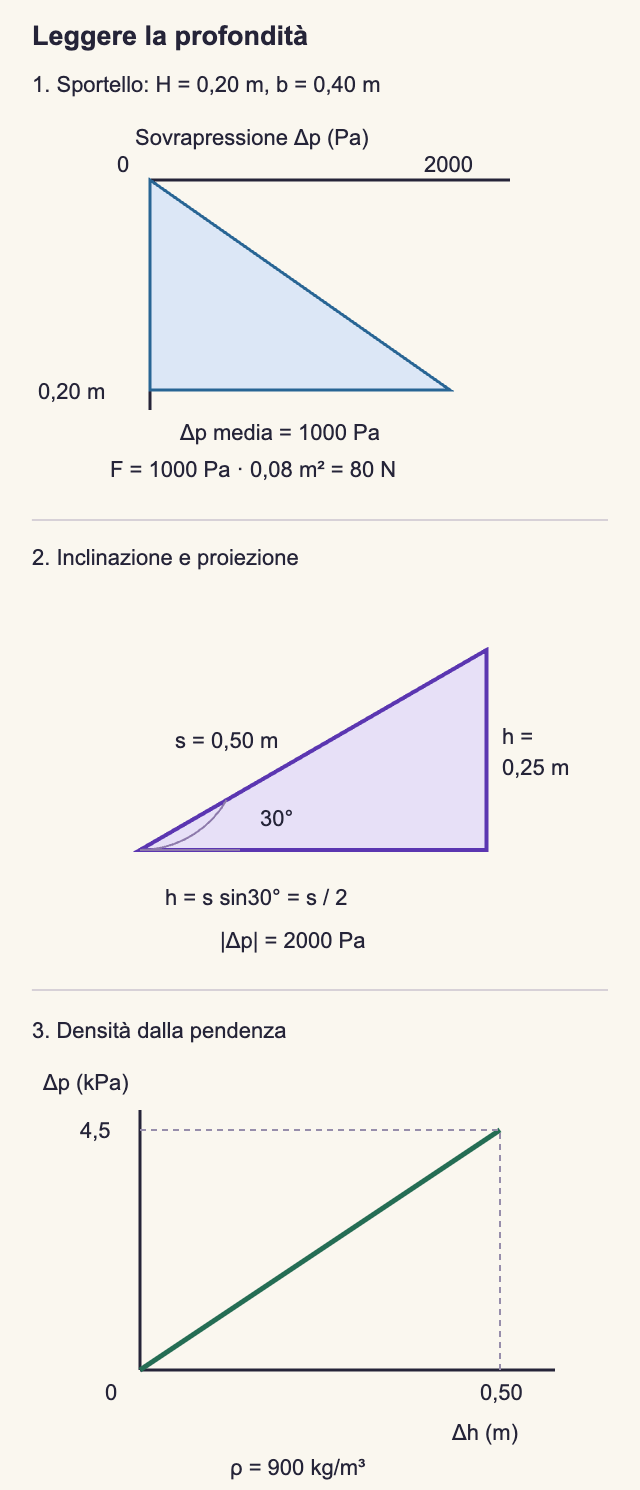 Leggere la profondità
1. Sportello: H = 0,20 m, b = 0,40 m
Sovrapressione Δp (Pa)
0 2000
0,20 m
Δp media = 1000 Pa
F = 1000 Pa · 0,08 m² = 80 N
2. Inclinazione e proiezione
s = 0,50 m
h =
0,25 m
30°
h = s sin30° = s / 2
|Δp| = 2000 Pa
3. Densità dalla pendenza
Δp (kPa)
4,5
0 0,50
Δh (m)
ρ = 900 kg/m³